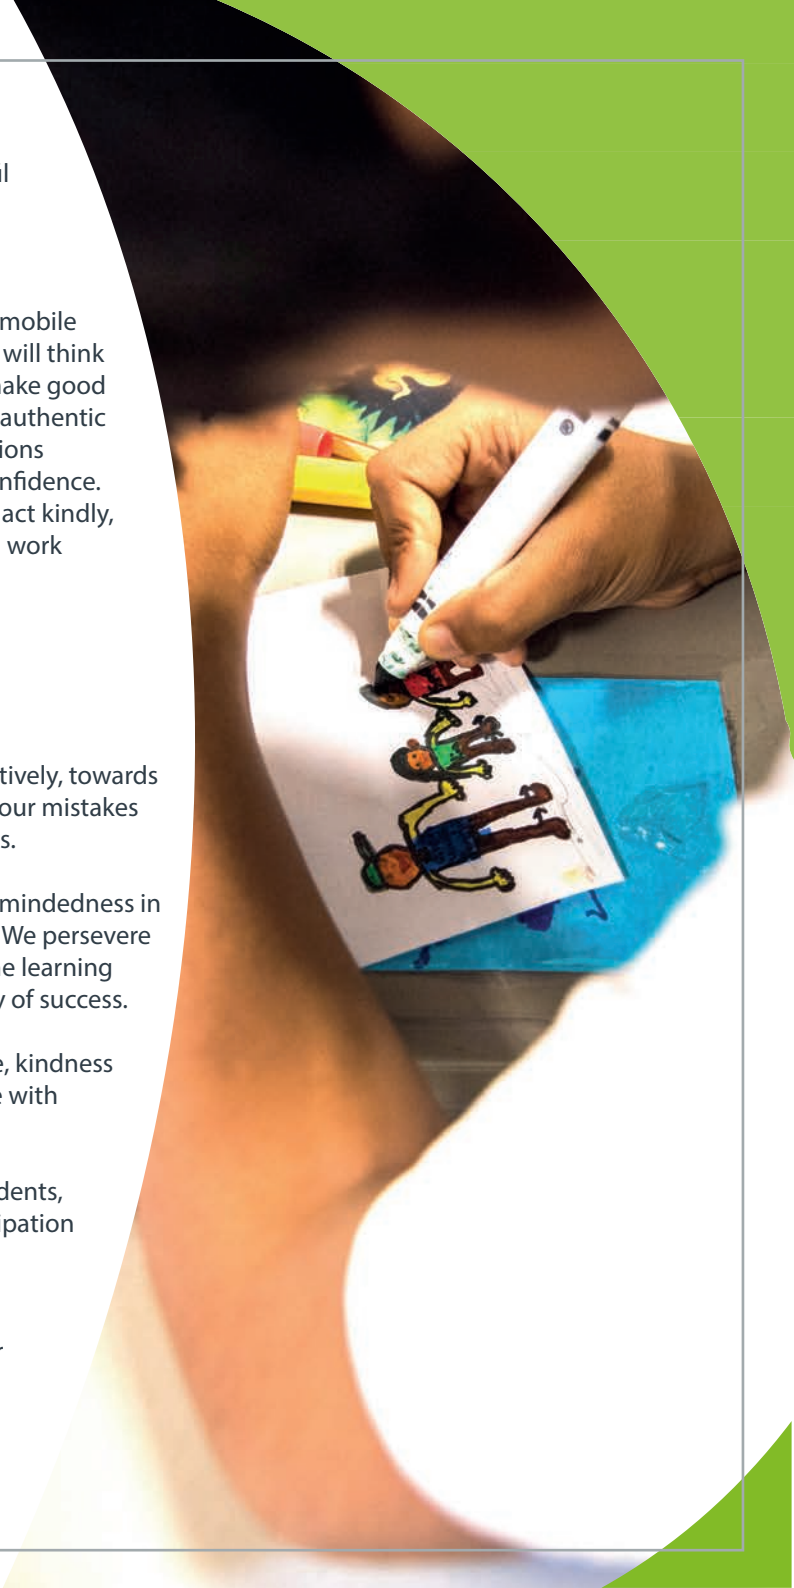 mobile
will think
ake good
authentic
ions
nfidence.
act kindly,
work
tively, towards
our mistakes
s.
mindedness in
We persevere
e learning
y of success.
e, kindness
e with
dents,
ipation